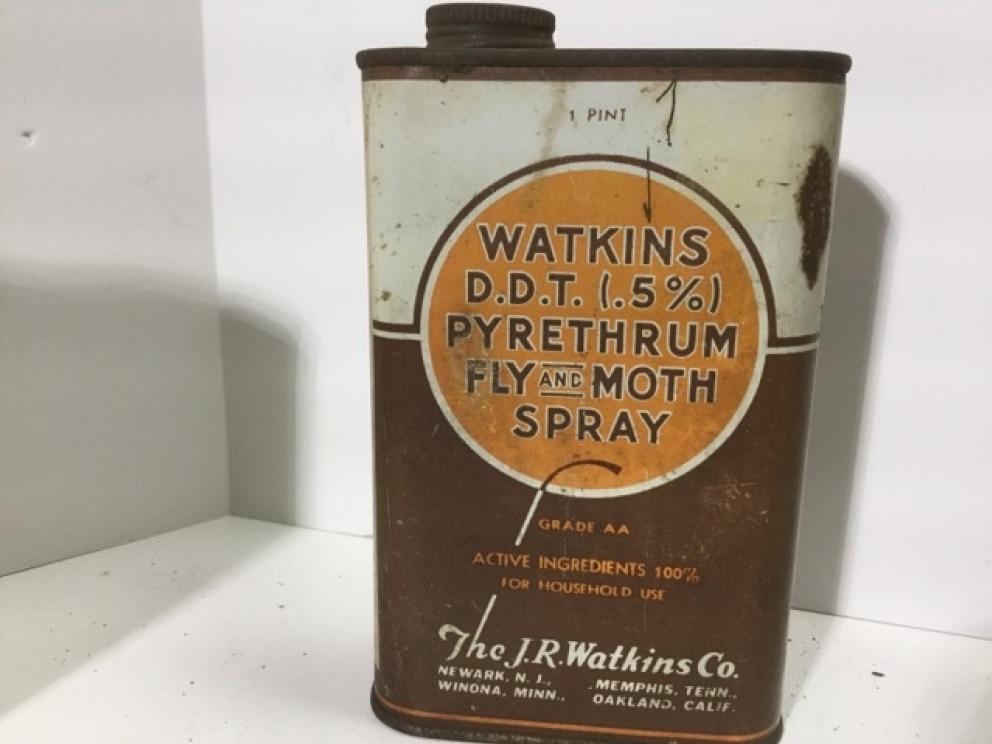 1 PINT
WATKINS
D.D.T. (.5%)
PYRETHRUM
FLY AND MOTH
SPRAY
GRADE AA
ACTIVE INGREDIENTS 100%
FOR HOUSEHOLD USE
The J.R. Watkins Co.
NEWARK, N. J., MEMPHIS, TENN.,
WINONA, MINN., OAKLAND, CALIF.